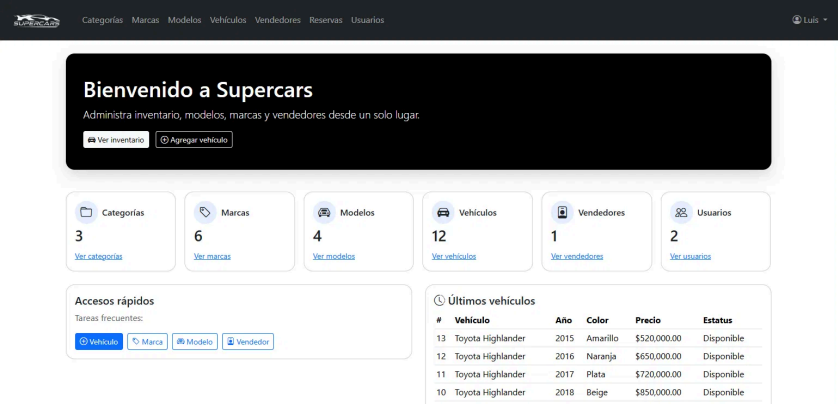 SUPERCARS Categorías Marcas Modelos Vehículos Vendedores Reservas Usuarios Luis
Bienvenido a Supercars
Administra inventario, modelos, marcas y vendedores desde un solo lugar.
Ver inventario Agregar vehículo
Categorías Marcas Modelos Vehículos Vendedores Usuarios
3 6 4 12 1 2
Ver categorías Ver marcas Ver modelos Ver vehículos Ver vendedores Ver usuarios
Accesos rápidos
Tareas frecuentes:
Vehículo Marca Modelo Vendedor
Últimos vehículos
# Vehículo Año Color Precio Estatus
13 Toyota Highlander 2015 Amarillo $520,000.00 Disponible
12 Toyota Highlander 2016 Naranja $650,000.00 Disponible
11 Toyota Highlander 2017 Plata $720,000.00 Disponible
10 Toyota Highlander 2018 Beige $850,000.00 Disponible